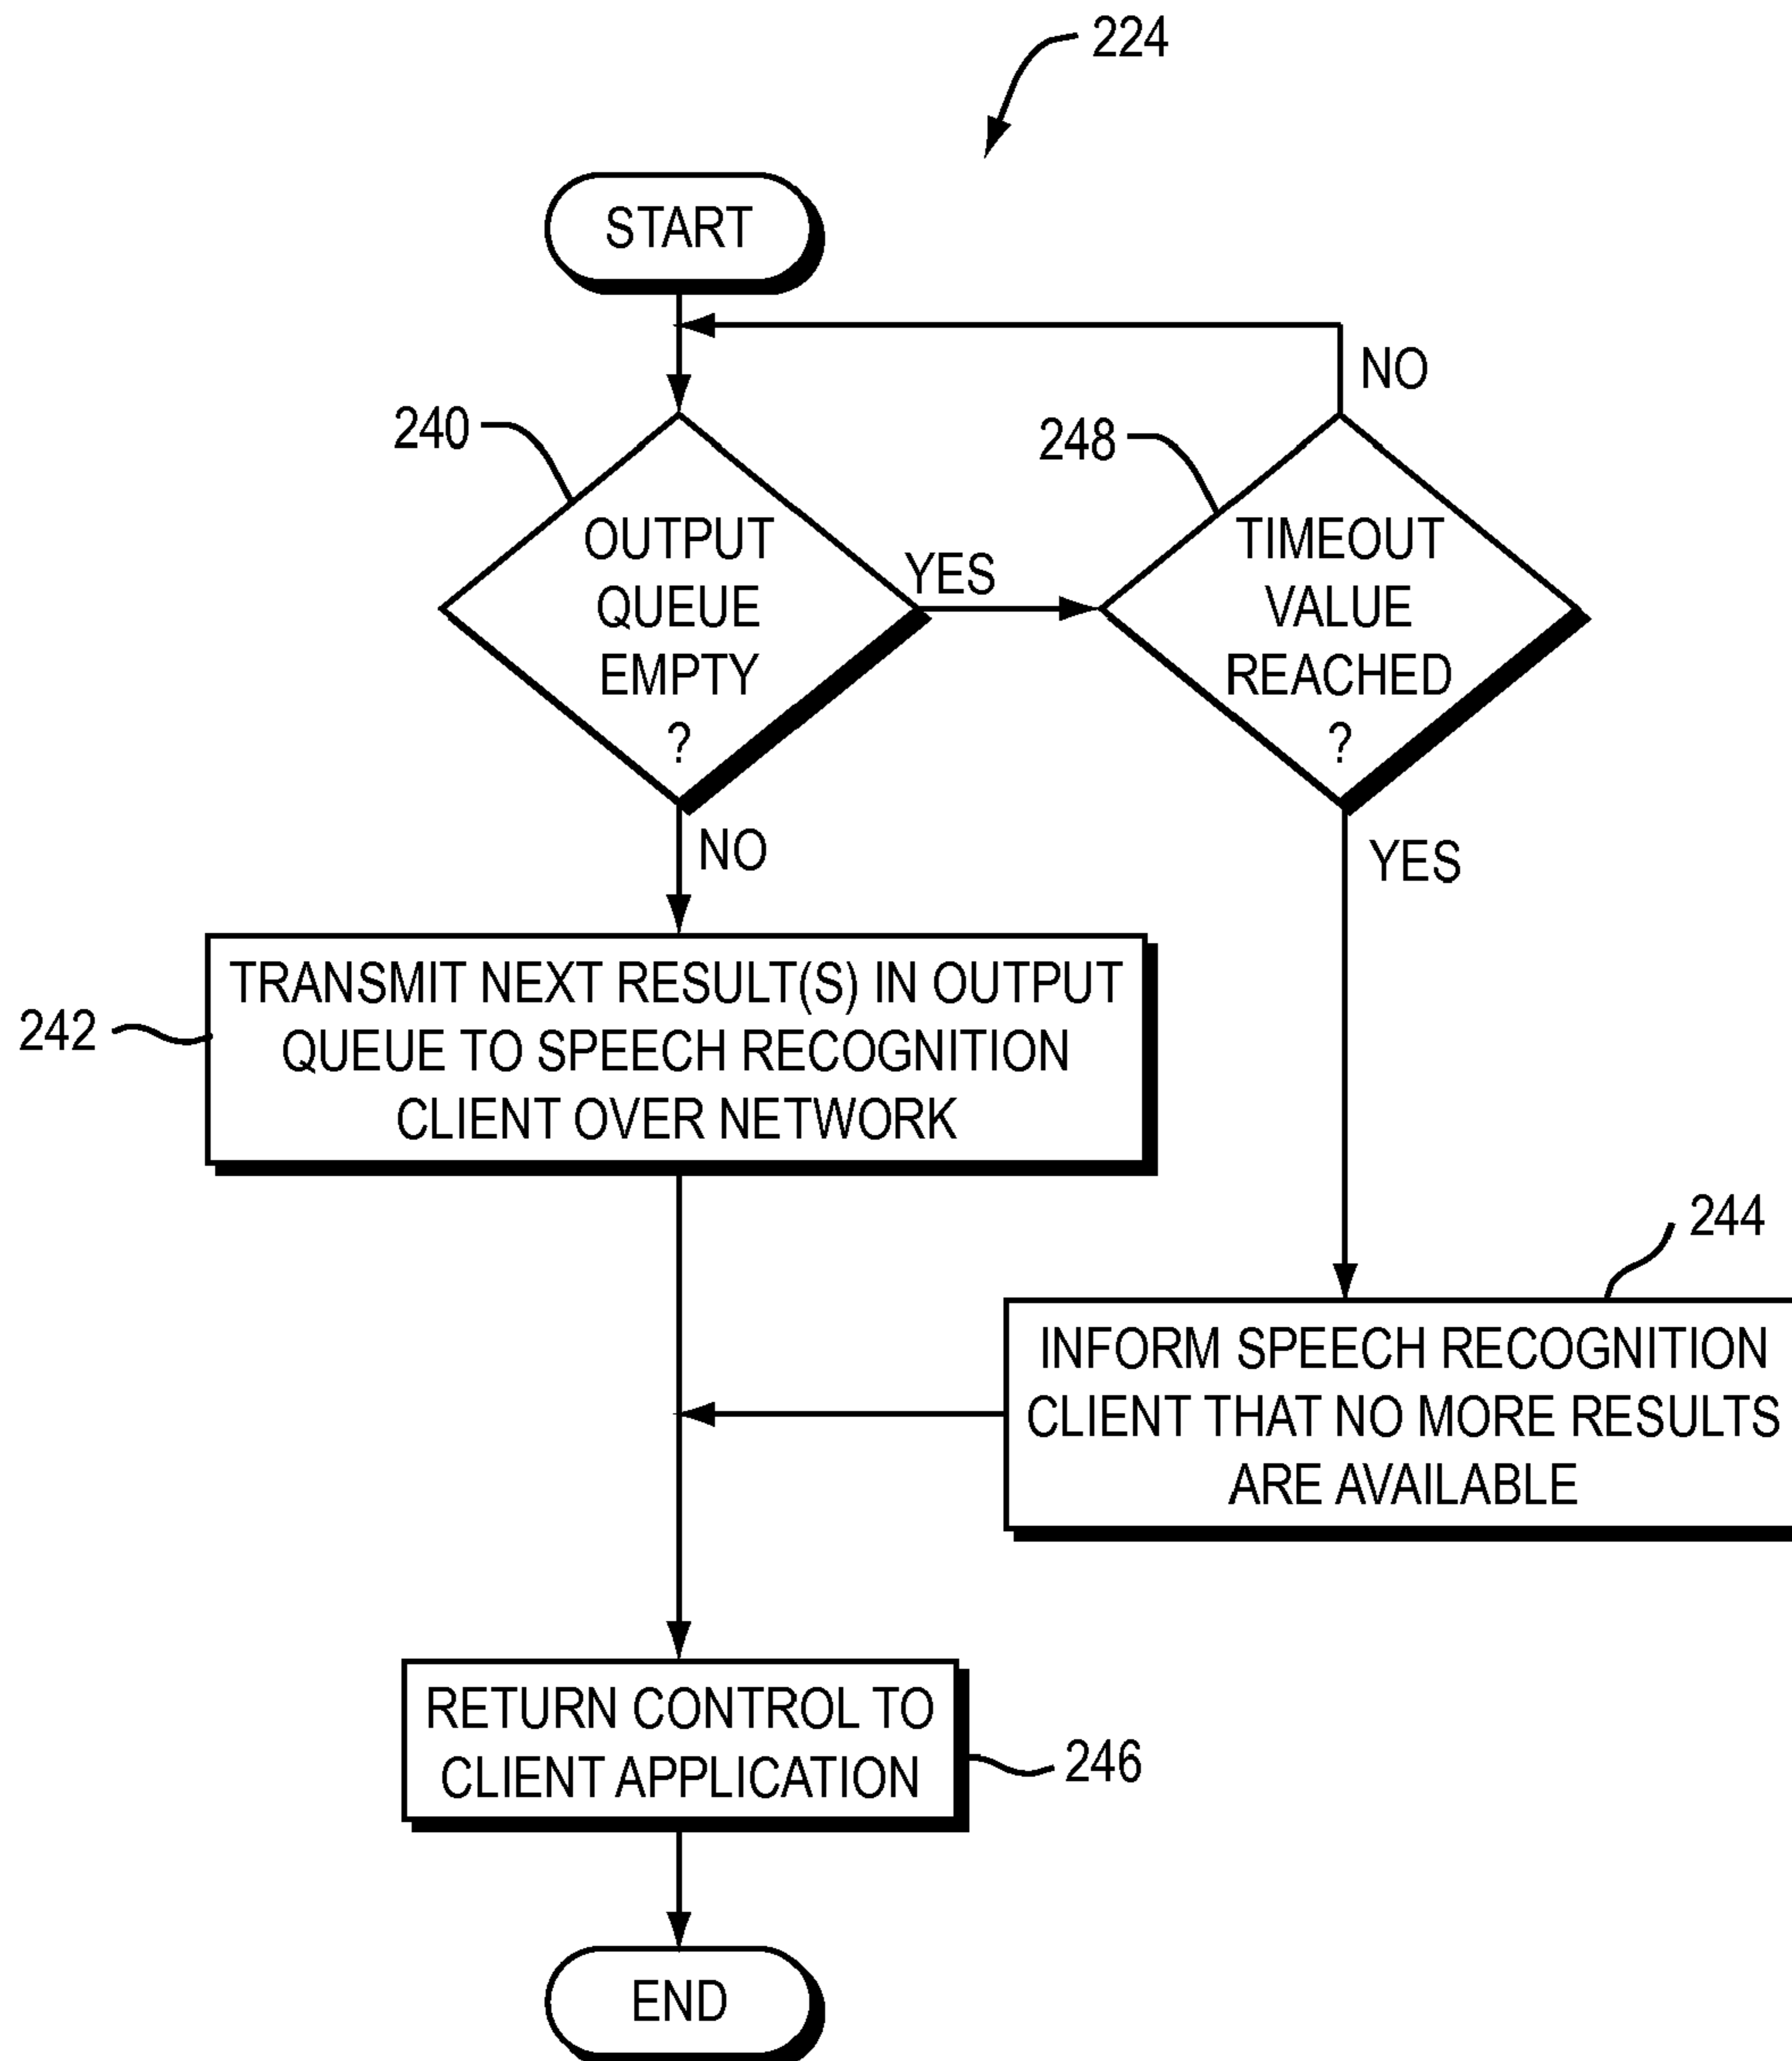 224
START
NO
240
248
OUTPUT
QUEUE
EMPTY
?
YES
TIMEOUT
VALUE
REACHED
?
NO
YES
242
TRANSMIT NEXT RESULT(S) IN OUTPUT
QUEUE TO SPEECH RECOGNITION
CLIENT OVER NETWORK
244
INFORM SPEECH RECOGNITION
CLIENT THAT NO MORE RESULTS
ARE AVAILABLE
RETURN CONTROL TO
CLIENT APPLICATION
246
END